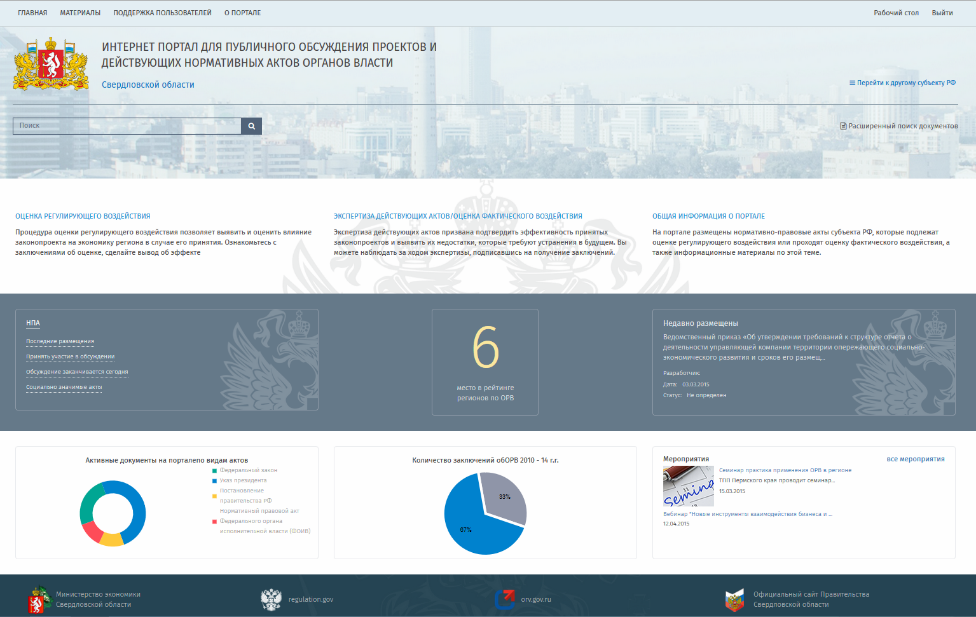 ГЛАВНАЯ МАТЕРИАЛЫ ПОДДЕРЖКА ПОЛЬЗОВАТЕЛЕЙ О ПОРТАЛЕ Рабочий стол Выйти
ИНТЕРНЕТ ПОРТАЛ ДЛЯ ПУБЛИЧНОГО ОБСУЖДЕНИЯ ПРОЕКТОВ И
ДЕЙСТВУЮЩИХ НОРМАТИВНЫХ АКТОВ ОРГАНОВ ВЛАСТИ
Свердловской области
Перейти к другому субъекту РФ
Поиск
Расширенный поиск документов
ОЦЕНКА РЕГУЛИРУЮЩЕГО ВОЗДЕЙСТВИЯ
Процедура оценки регулирующего воздействия позволяет выявить и оценить влияние
законопроекта на экономику региона в случае его принятия. Ознакомьтесь с
заключениями об оценке, сделайте вывод об эффекте
ЭКСПЕРТИЗА ДЕЙСТВУЮЩИХ АКТОВ/ОЦЕНКА ФАКТИЧЕСКОГО ВОЗДЕЙСТВИЯ
Экспертиза действующих актов призвана подтвердить эффективность принятых
законопроектов и выявить их недостатки, которые требуют устранения в будущем. Вы
можете наблюдать за ходом экспертизы, подписавшись на получение заключений.
ОБЩАЯ ИНФОРМАЦИЯ О ПОРТАЛЕ
На портале размещены нормативно-правовые акты субъекта РФ, которые подлежат
оценке регулирующего воздействия или проходят оценку фактического воздействия, а
также информационные материалы по этой теме.
НПА
Последние размещения
Принять участие в обсуждении
Обсуждение заканчивается сегодня
Социально значимые акты
6
место в рейтинге
регионов по ОРВ
Недавно размещены
Ведомственный приказ «Об утверждении требований к структуре отчета о
деятельности управляющей компании территории опережающего социально-
экономического развития и сроков его размещ...
Разработчик:
Дата: 03.03.2015
Статус: Не определен
Активные документы на порталепо видам актов
Федеральный закон
Указ президента
Постановление
правительства РФ
Нормативный правовой акт
Федерального органа
исполнительной власти (ФОИВ)
Количество заключений обОРВ 2010 - 14 г.г.
33%
67%
Мероприятия все мероприятия
Семинар практика применения ОРВ в регионе
ТПП Пермского края проводит семинар...
15.03.2015
Вебинар "Новые инструменты взаимодействия бизнеса и...
12.04.2015
Министерство экономики
Свердловской области
regulation.gov
orv.gov.ru
Официальный сайт Правительства
Свердловской области